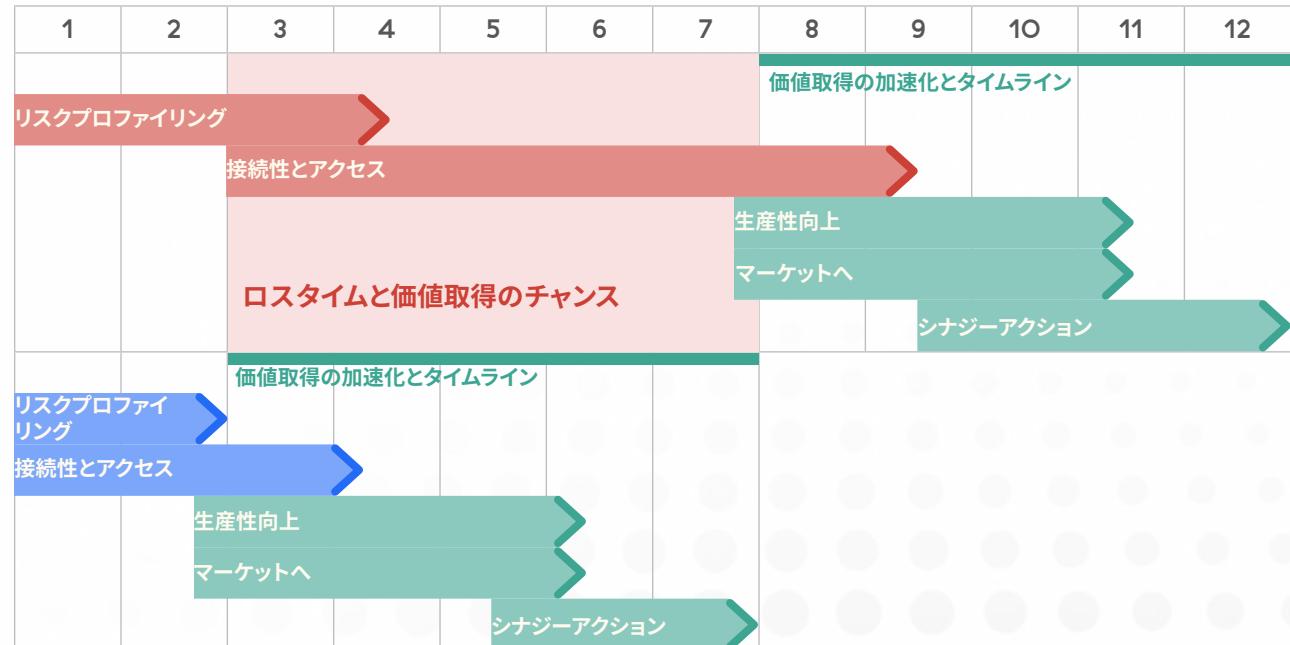 1 2 3 4 5 6 7 8 9 10 11 12
価値取得の加速化とタイムライン
リスクプロファイリング
接続性とアクセス
生産性向上
マーケットへ
ロスタイムと価値取得のチャンス
シナジーアクション
価値取得の加速化とタイムライン
リスクプロファイ
リング
接続性とアクセス
生産性向上
マーケットへ
シナジーアクション